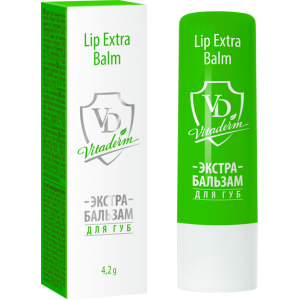 Lip Extra
Balm
VD
Vitaderm
ЭКСТРА-
БАЛЬЗАМ
ДЛЯ ГУБ
4,2 g
Lip Extra
Balm
VD
Vitaderm
-ЭКСТРА-
БАЛЬЗАМ
ДЛЯ ГУБ